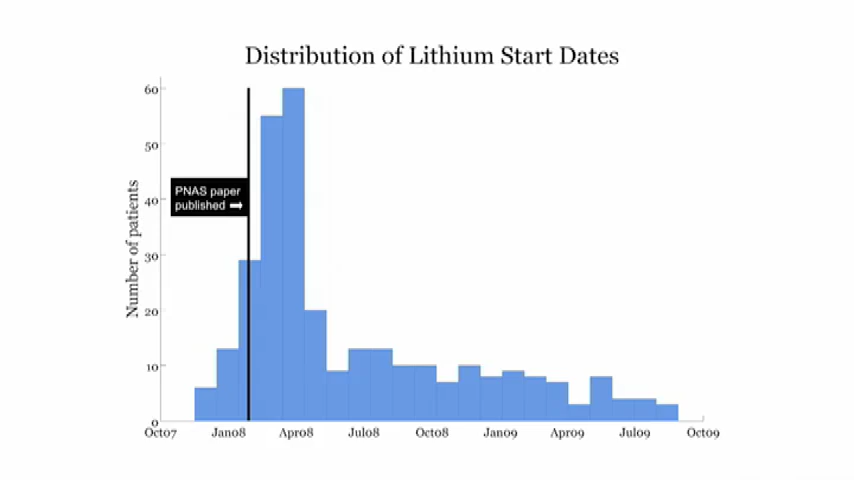 Distribution of Lithium Start Dates
Number of patients
60
50
40
30
20
10
0
PNAS paper
published
Oct07 Jan08 Apr08 Jul08 Oct08 Jan09 Apr09 Jul09 Oct09